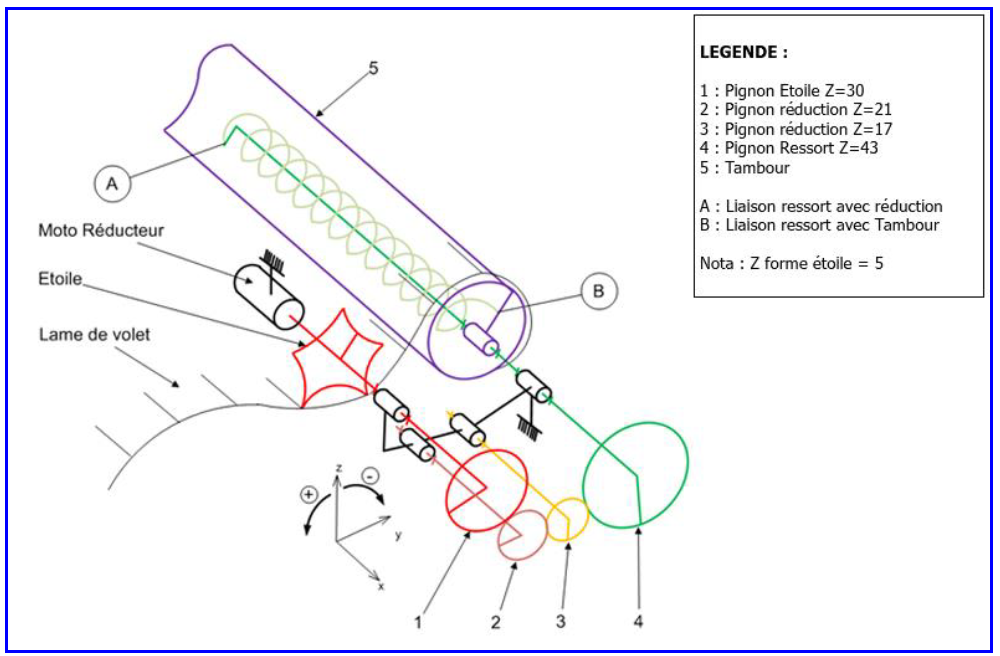 LEGENDE :
1 : Pignon Etoile Z=30
2 : Pignon réduction Z=21
3 : Pignon réduction Z=17
4 : Pignon Ressort Z=43
5 : Tambour
A : Liaison ressort avec réduction
B : Liaison ressort avec Tambour
Nota : Z forme étoile = 5
5
A
Moto Réducteur
Etoile
Lame de volet
B
z
+
-
y
x
1
2
3
4